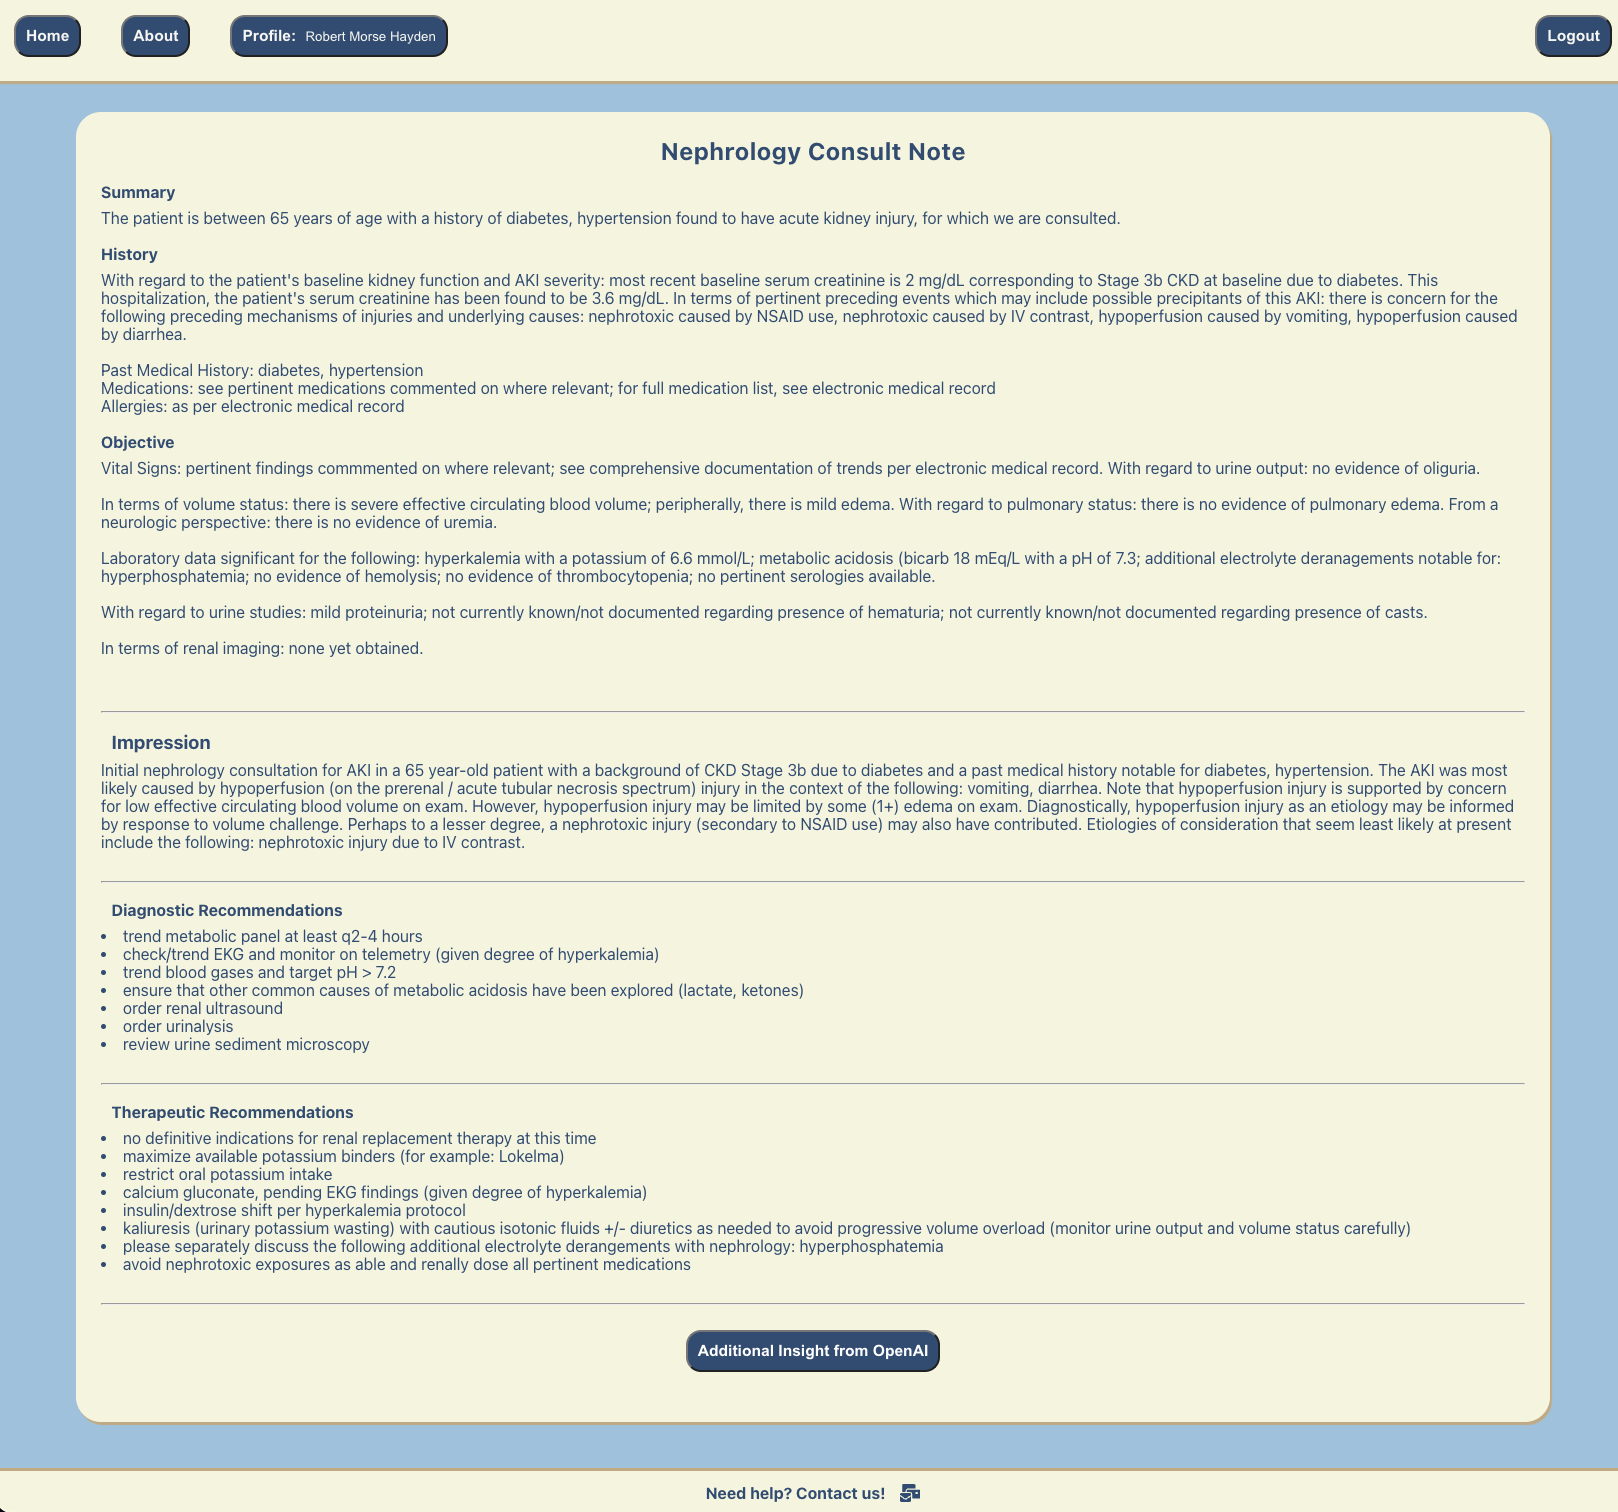 Home
About
Profile: Robert Morse Hayden
Logout
Nephrology Consult Note
Summary
The patient is between 65 years of age with a history of diabetes, hypertension found to have acute kidney injury, for which we are consulted.
History
With regard to the patient's baseline kidney function and AKI severity: most recent baseline serum creatinine is 2 mg/dL corresponding to Stage 3b CKD at baseline due to diabetes. This
hospitalization, the patient's serum creatinine has been found to be 3.6 mg/dL. In terms of pertinent preceding events which may include possible precipitants of this AKI: there is concern for the
following preceding mechanisms of injuries and underlying causes: nephrotoxic caused by NSAID use, nephrotoxic caused by IV contrast, hypoperfusion caused by vomiting, hypoperfusion caused
by diarrhea.
Past Medical History: diabetes, hypertension
Medications: see pertinent medications commented on where relevant; for full medication list, see electronic medical record
Allergies: as per electronic medical record
Objective
Vital Signs: pertinent findings commmented on where relevant; see comprehensive documentation of trends per electronic medical record. With regard to urine output: no evidence of oliguria.
In terms of volume status: there is severe effective circulating blood volume; peripherally, there is mild edema. With regard to pulmonary status: there is no evidence of pulmonary edema. From a
neurologic perspective: there is no evidence of uremia.
Laboratory data significant for the following: hyperkalemia with a potassium of 6.6 mmol/L; metabolic acidosis (bicarb 18 mEq/L with a pH of 7.3; additional electrolyte deranagements notable for:
hyperphosphatemia; no evidence of hemolysis; no evidence of thrombocytopenia; no pertinent serologies available.
With regard to urine studies: mild proteinuria; not currently known/not documented regarding presence of hematuria; not currently known/not documented regarding presence of casts.
In terms of renal imaging: none yet obtained.
Impression
Initial nephrology consultation for AKI in a 65 year-old patient with a background of CKD Stage 3b due to diabetes and a past medical history notable for diabetes, hypertension. The AKI was most
likely caused by hypoperfusion (on the prerenal / acute tubular necrosis spectrum) injury in the context of the following: vomiting, diarrhea. Note that hypoperfusion injury is supported by concern
for low effective circulating blood volume on exam. However, hypoperfusion injury may be limited by some (1+) edema on exam. Diagnostically, hypoperfusion injury as an etiology may be informed
by response to volume challenge. Perhaps to a lesser degree, a nephrotoxic injury (secondary to NSAID use) may also have contributed. Etiologies of consideration that seem least likely at present
include the following: nephrotoxic injury due to IV contrast.
Diagnostic Recommendations
• trend metabolic panel at least q2-4 hours
• check/trend EKG and monitor on telemetry (given degree of hyperkalemia)
• trend blood gases and target pH > 7.2
• ensure that other common causes of metabolic acidosis have been explored (lactate, ketones)
• order renal ultrasound
• order urinalysis
• review urine sediment microscopy
Therapeutic Recommendations
• no definitive indications for renal replacement therapy at this time
• maximize available potassium binders (for example: Lokelma)
• restrict oral potassium intake
• calcium gluconate, pending EKG findings (given degree of hyperkalemia)
• insulin/dextrose shift per hyperkalemia protocol
• kaliuresis (urinary potassium wasting) with cautious isotonic fluids +/- diuretics as needed to avoid progressive volume overload (monitor urine output and volume status carefully)
• please separately discuss the following additional electrolyte derangements with nephrology: hyperphosphatemia
• avoid nephrotoxic exposures as able and renally dose all pertinent medications
Additional Insight from OpenAI
Need help? Contact us!